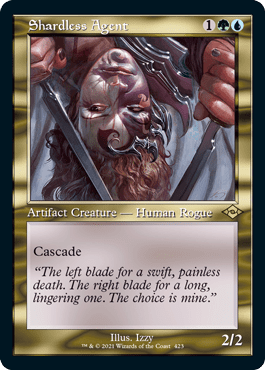 Shardless Agent 1
Artifact Creature — Human Rogue
Cascade
“The left blade for a swift, painless
death. The right blade for a long,
lingering one. The choice is mine.”
Illus. Izzy
™ & © 2021 Wizards of the Coast 423
2/2